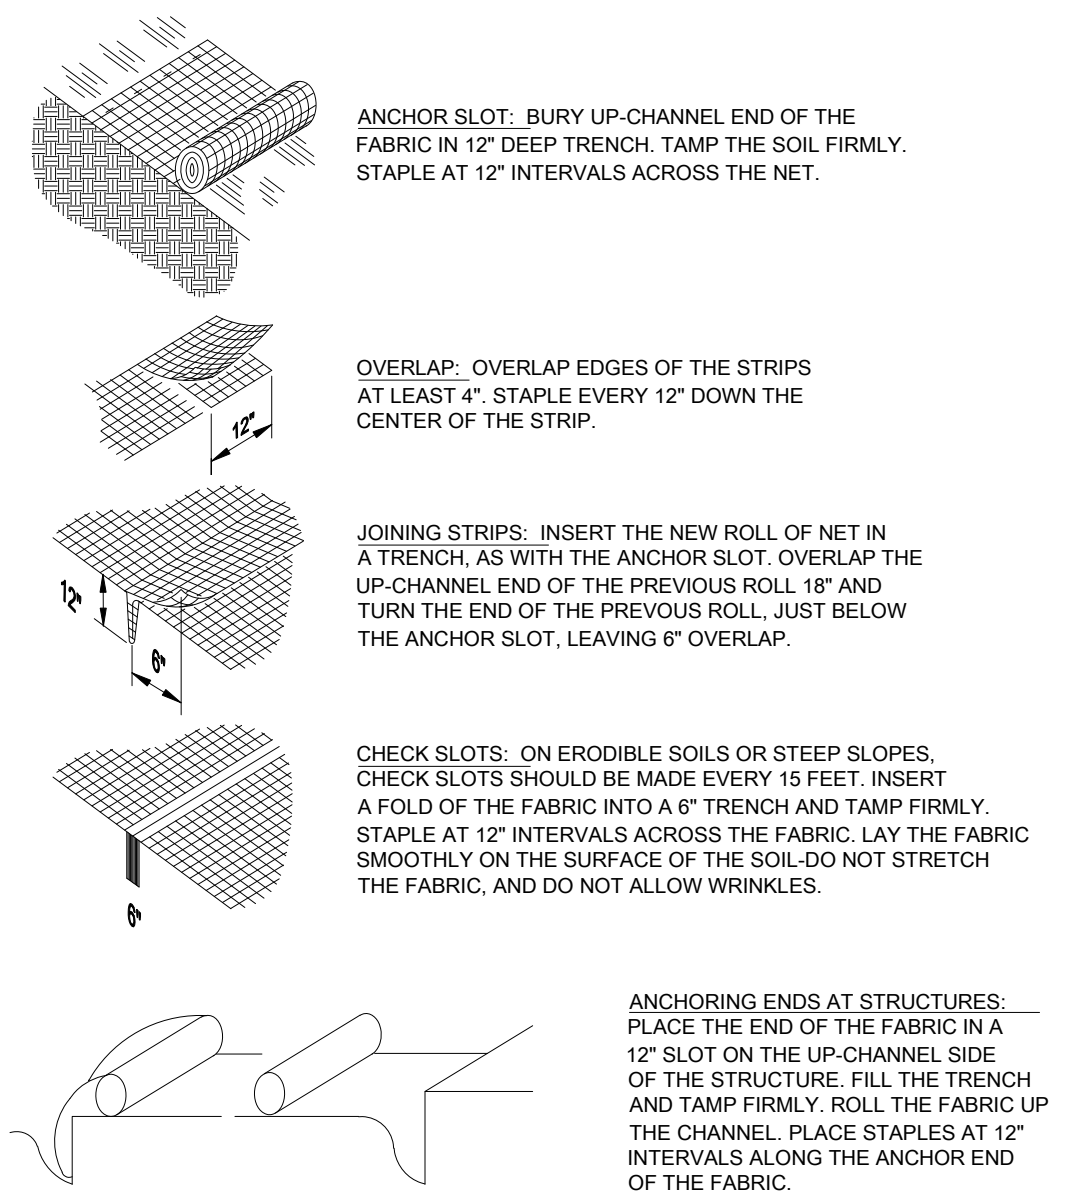 ANCHOR SLOT: BURY UP-CHANNEL END OF THE
FABRIC IN 12" DEEP TRENCH. TAMP THE SOIL FIRMLY.
STAPLE AT 12" INTERVALS ACROSS THE NET.
OVERLAP: OVERLAP EDGES OF THE STRIPS
AT LEAST 4". STAPLE EVERY 12" DOWN THE
CENTER OF THE STRIP.
12"
JOINING STRIPS: INSERT THE NEW ROLL OF NET IN
A TRENCH, AS WITH THE ANCHOR SLOT. OVERLAP THE
UP-CHANNEL END OF THE PREVIOUS ROLL 18" AND
TURN THE END OF THE PREVOUS ROLL, JUST BELOW
THE ANCHOR SLOT, LEAVING 6" OVERLAP.
12"
6"
CHECK SLOTS: ON ERODIBLE SOILS OR STEEP SLOPES,
CHECK SLOTS SHOULD BE MADE EVERY 15 FEET. INSERT
A FOLD OF THE FABRIC INTO A 6" TRENCH AND TAMP FIRMLY.
STAPLE AT 12" INTERVALS ACROSS THE FABRIC. LAY THE FABRIC
SMOOTHLY ON THE SURFACE OF THE SOIL-DO NOT STRETCH
THE FABRIC, AND DO NOT ALLOW WRINKLES.
6"
ANCHORING ENDS AT STRUCTURES:
PLACE THE END OF THE FABRIC IN A
12" SLOT ON THE UP-CHANNEL SIDE
OF THE STRUCTURE. FILL THE TRENCH
AND TAMP FIRMLY. ROLL THE FABRIC UP
THE CHANNEL. PLACE STAPLES AT 12"
INTERVALS ALONG THE ANCHOR END
OF THE FABRIC.